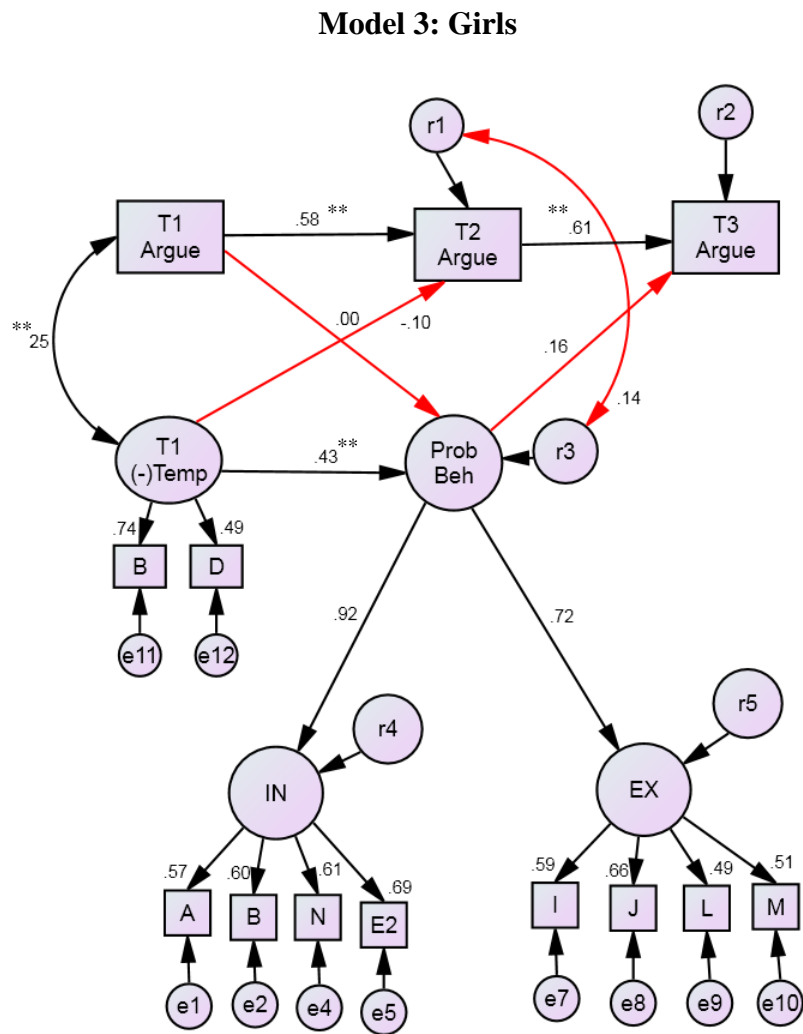 Model 3: Girls
r1
r2
T1
Argue
.58 **
T2
Argue
**
.61
T3
Argue
**
25
.00
-.10
.16
.14
T1
(-)Temp
.43 **
Prob
Beh
r3
.74
.49
B
D
e11
e12
.92
.72
r4
r5
IN
EX
.57
.60
.61
.69
.59
.66
.49
.51
A
B
N
E2
I
J
L
M
e1
e2
e4
e5
e7
e8
e9
e10